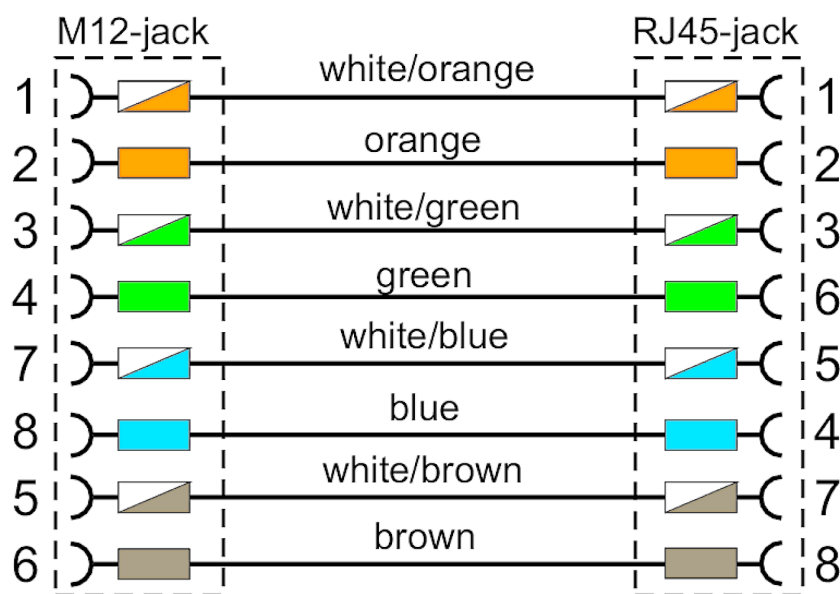 M12-jack RJ45-jack
1 white/orange 1
2 orange 2
3 white/green 3
4 green 6
7 white/blue 5
8 blue 4
5 white/brown 7
6 brown 8